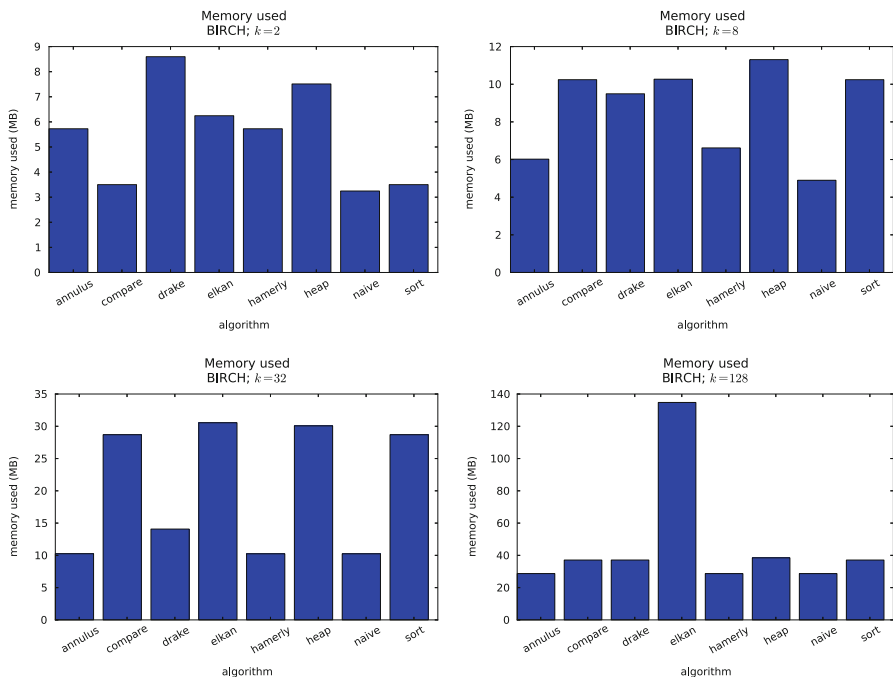 Memory used
BIRCH; k=2
9
8
7
6
5
4
3
2
1
0
memory used (MB)
annulus
compare
drake
elkan
hamerly
heap
naive
sort
algorithm
Memory used
BIRCH; k=8
12
10
8
6
4
2
0
memory used (MB)
annulus
compare
drake
elkan
hamerly
heap
naive
sort
algorithm
Memory used
BIRCH; k=32
35
30
25
20
15
10
5
0
memory used (MB)
annulus
compare
drake
elkan
hamerly
heap
naive
sort
algorithm
Memory used
BIRCH; k=128
140
120
100
80
60
40
20
0
memory used (MB)
annulus
compare
drake
elkan
hamerly
heap
naive
sort
algorithm